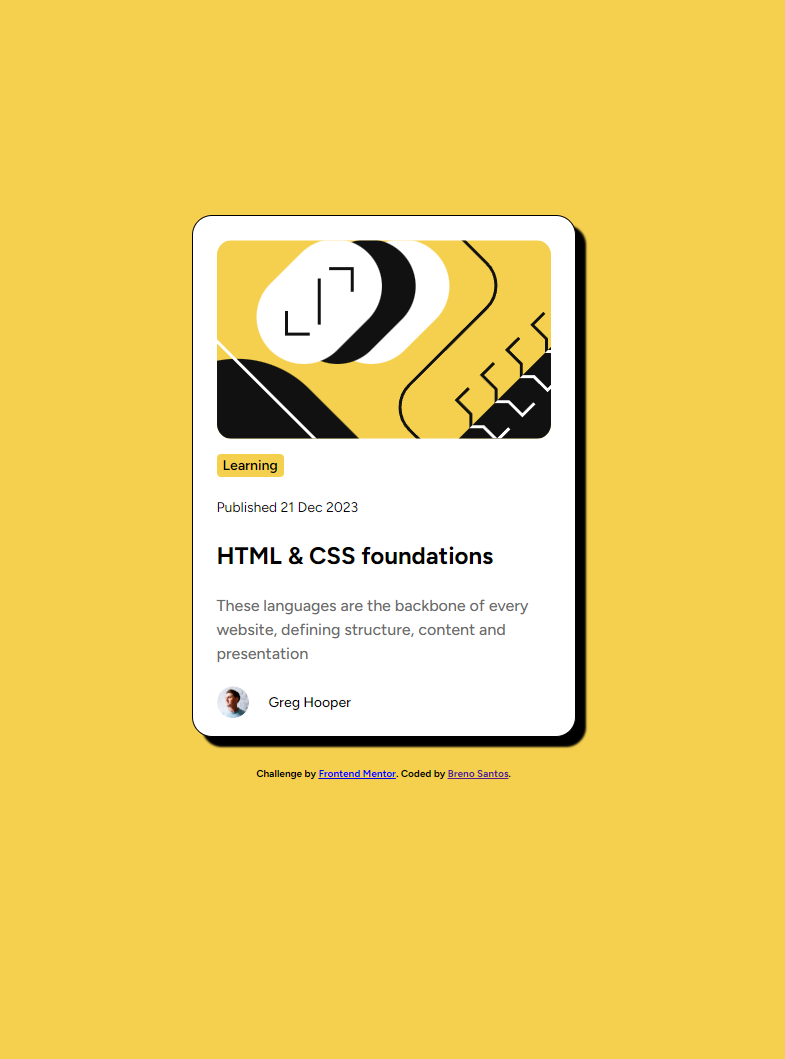 Learning
Published 21 Dec 2023
HTML & CSS foundations
These languages are the backbone of every
website, defining structure, content and
presentation
Greg Hooper
Challenge by Frontend Mentor. Coded by Breno Santos.